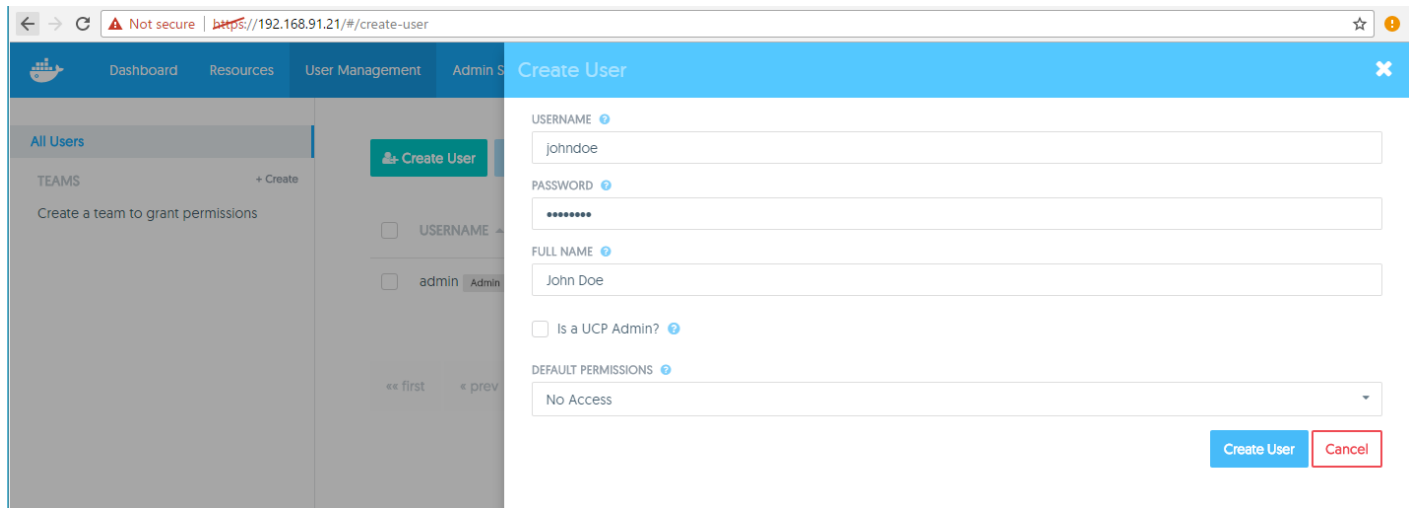 Not secure | https://192.168.91.21/#/create-user
Dashboard Resources User Management Admin S
Create User
All Users
TEAMS + Create
Create a team to grant permissions
Create User
USERNAME
admin Admin
«« first « prev
USERNAME
johndoe
PASSWORD
••••••••
FULL NAME
John Doe
Is a UCP Admin?
DEFAULT PERMISSIONS
No Access
Create User Cancel